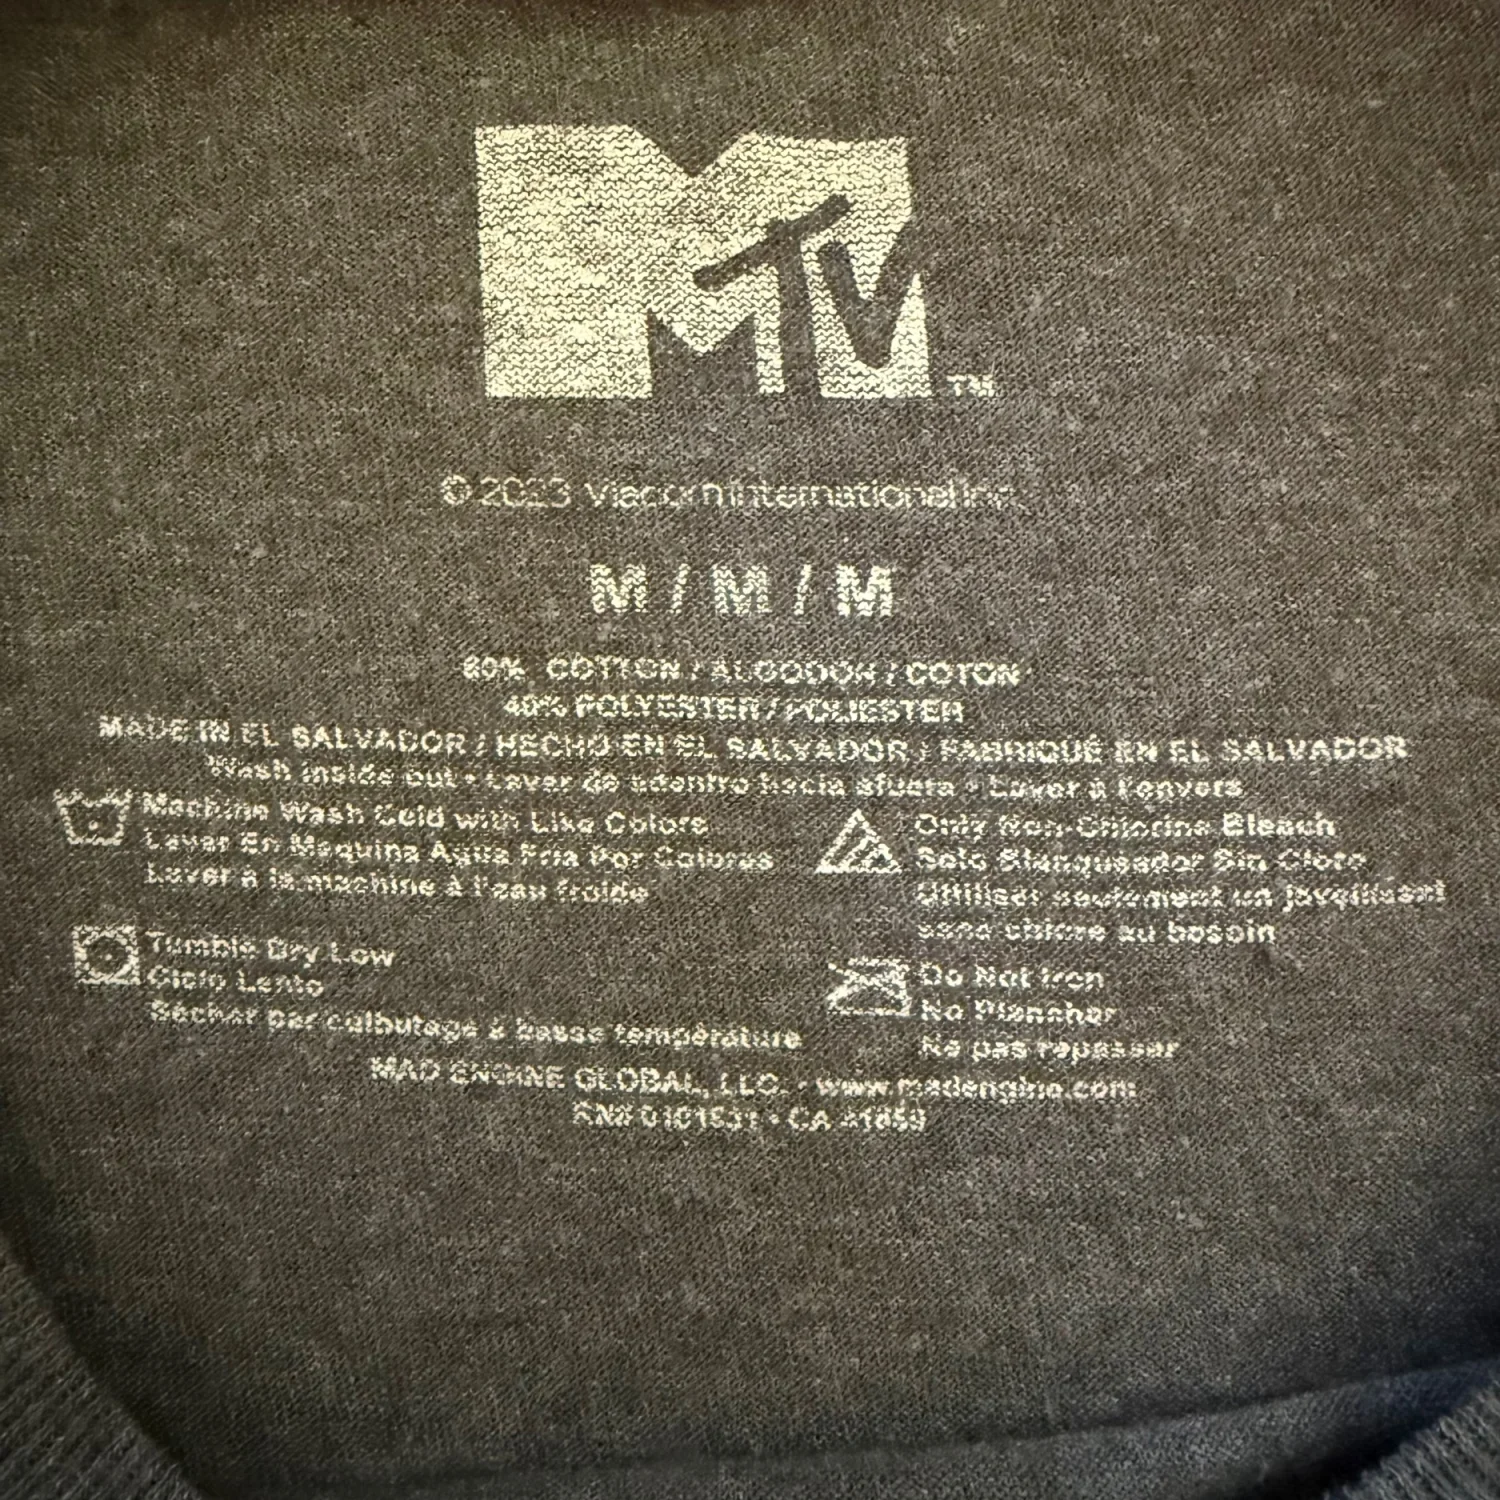 MTV TM
© 2023 Viacom International Inc.
M / M / M
60% COTTON / ALGODON / COTON
40% POLYESTER / POLIESTER
MADE IN EL SALVADOR / HECHO EN EL SALVADOR / FABRIQUÉ EN EL SALVADOR
Wash inside out • Lavar de adentro hacia afuera • Laver à l'envers
Machine Wash Cold with Like Colors
Lavar En Maquina Agua Fria Por Colores
Laver à la machine à l'eau froide
Only Non-Chlorine Bleach
Solo Blanqueador Sin Cloro
Utiliser seulement un javellisant
sans chlore au besoin
Tumble Dry Low
Ciclo Lento
Sécher par culbutage à basse température
Do Not Iron
No Planchar
Ne pas repasser
MAD ENGINE GLOBAL, LLC. • www.madengine.com
RN# 0101531 • CA